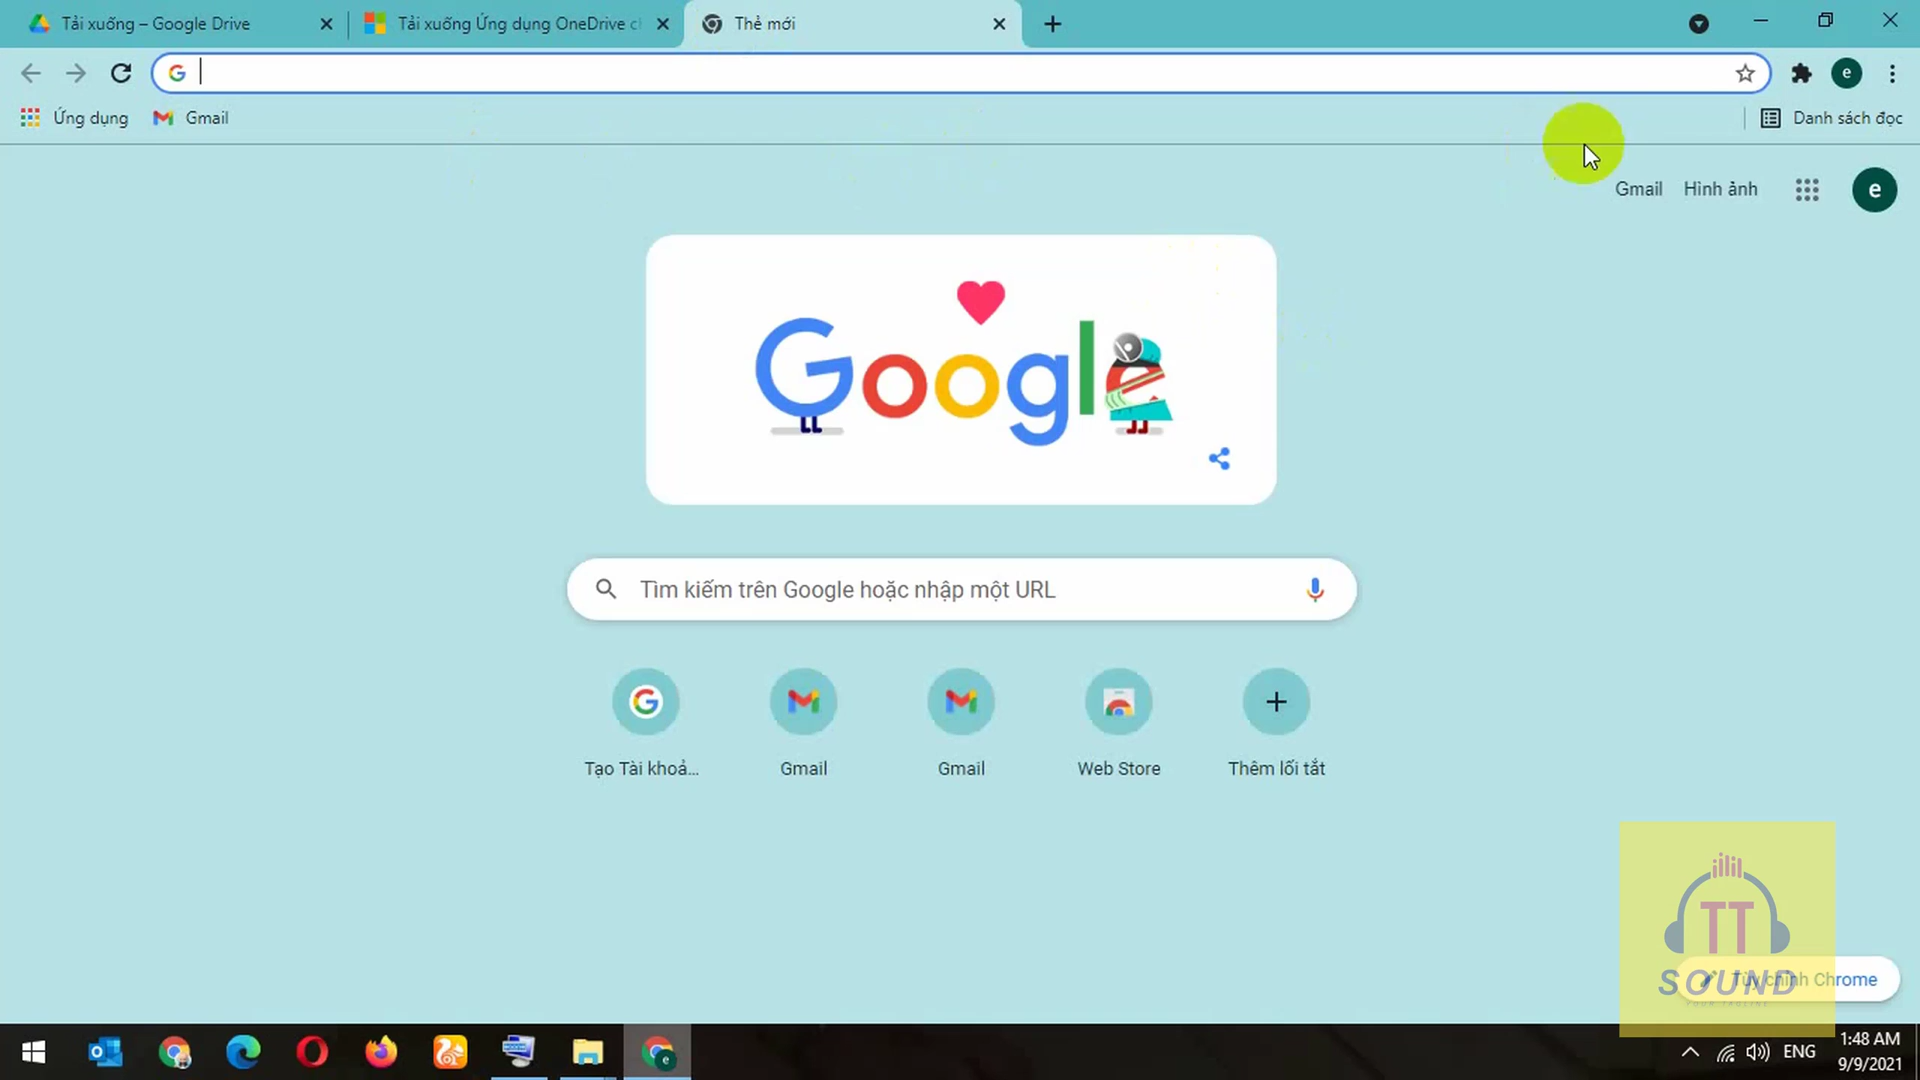 Tải xuống – Google Drive
Tải xuống Ứng dụng OneDrive c
Thẻ mới
Ứng dụng
Gmail
Danh sách đọc
e
Gmail
Hình ảnh
e
Google
Tìm kiếm trên Google hoặc nhập một URL
Tạo Tài khoả...
Gmail
Gmail
Web Store
Thêm lối tắt
TT
SOUND
Tùy chỉnh Chrome
ENG
1:48 AM
9/9/2021